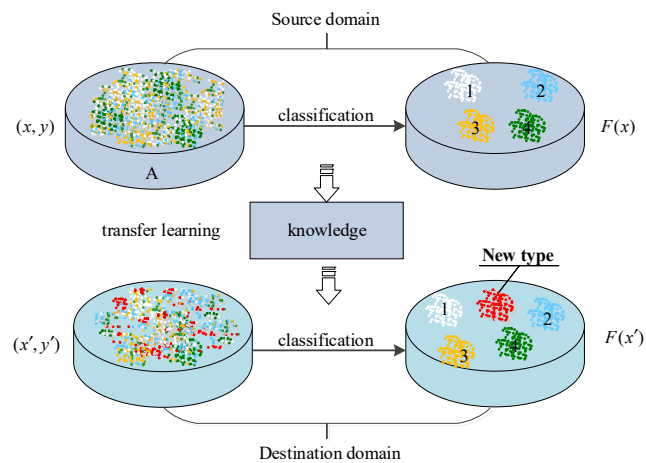 Source domain
1
2
3
4
(x, y)
classification
F(x)
A
transfer learning
knowledge
New type
1
2
3
4
(x′, y′)
classification
F(x′)
Destination domain